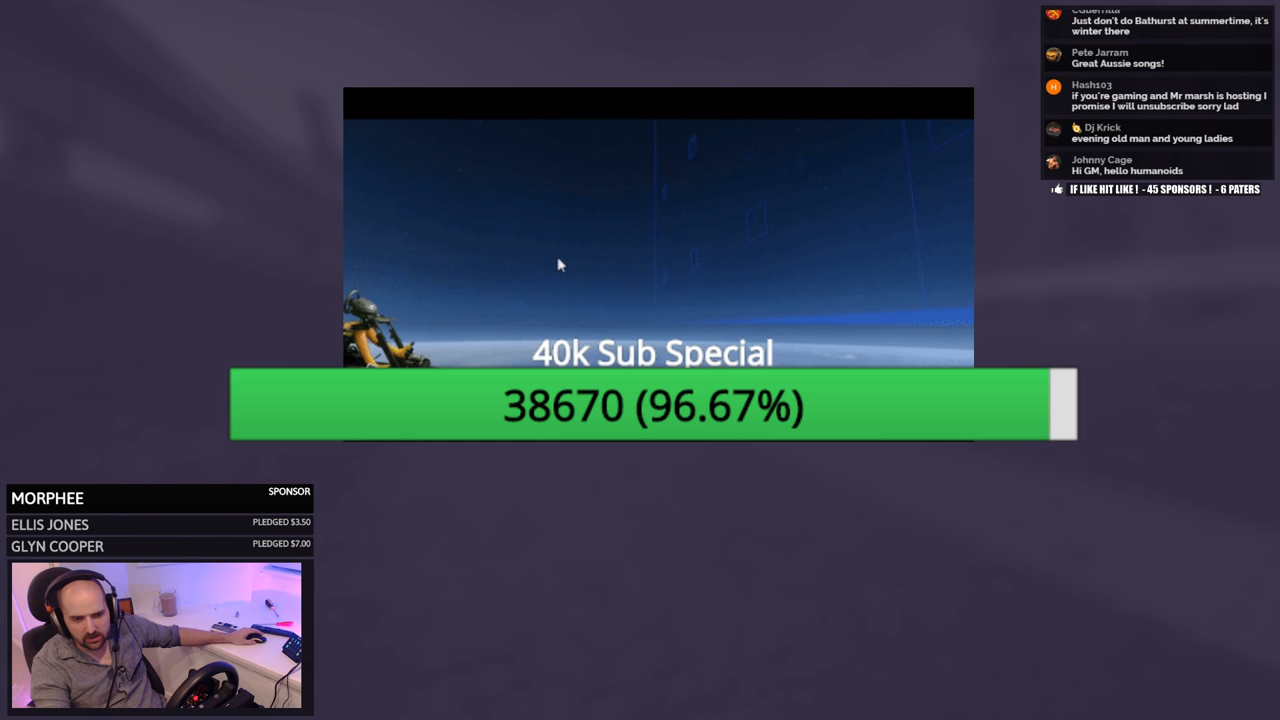 CGuerrilla
Just don't do Bathurst at summertime, it's
winter there
Pete Jarram
Great Aussie songs!
H
Hash103
if you're gaming and Mr marsh is hosting I
promise I will unsubscribe sorry lad
Dj Krick
evening old man and young ladies
Johnny Cage
Hi GM, hello humanoids
IF LIKE HIT LIKE ! - 45 SPONSORS ! - 6 PATERS
40k Sub Special
38670 (96.67%)
MORPHEE SPONSOR
ELLIS JONES PLEDGED $3.50
GLYN COOPER PLEDGED $7.00